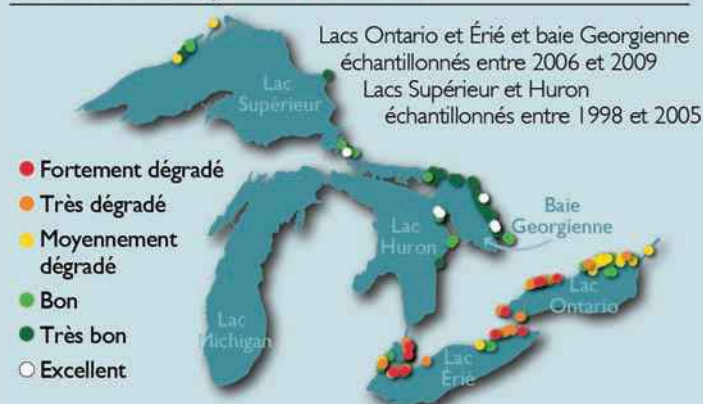 Lacs Ontario et Érié et baie Georgienne
échantillonnés entre 2006 et 2009
Lacs Supérieur et Huron
échantillonnés entre 1998 et 2005
Lac
Supérieur
Fortement dégradé
Très dégradé
Moyennement
dégradé
Bon
Très bon
Excellent
Baie
Georgienne
Lac
Huron
Lac
Ontario
Lac
Michigan
Lac
Érié